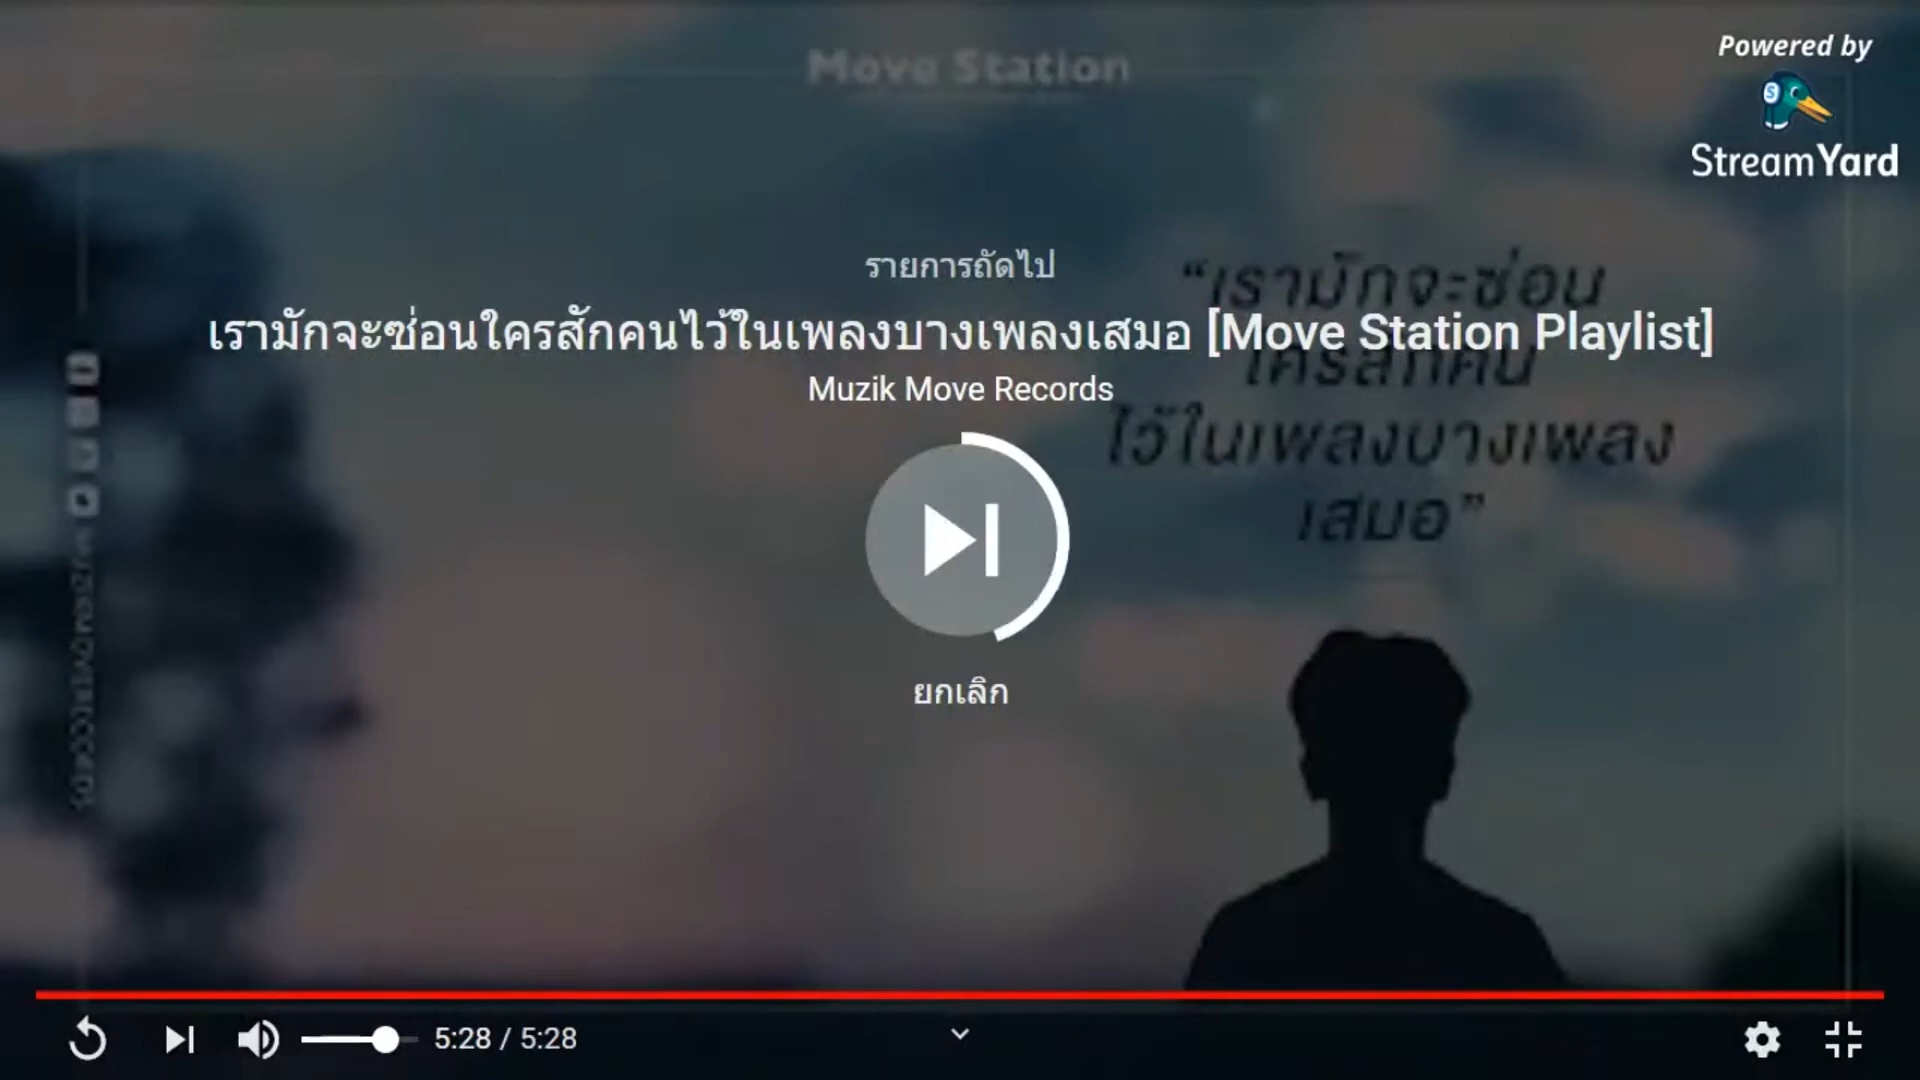 Move Station
Powered by
StreamYard
รายการถัดไป
“เรามักจะซ่อน
เรามักจะซ่อนใครสักคนไว้ในเพลงบางเพลงเสมอ [Move Station Playlist]
ใครสักคน
Muzik Move Records
ไว้ในเพลงบางเพลง
เสมอ”
ยกเลิก
5:28 / 5:28